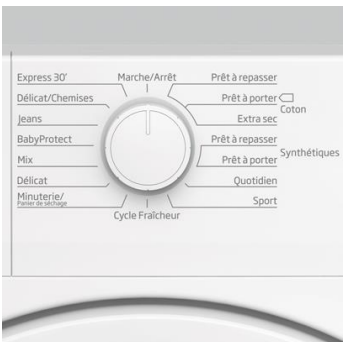 Express 30'
Marche/Arrêt
Prêt à repasser
Délicat/Chemises
Prêt à porter
Coton
Jeans
Extra sec
BabyProtect
Prêt à repasser
Synthétiques
Mix
Prêt à porter
Délicat
Quotidien
Minuterie/
Panier de séchage
Sport
Cycle Fraîcheur